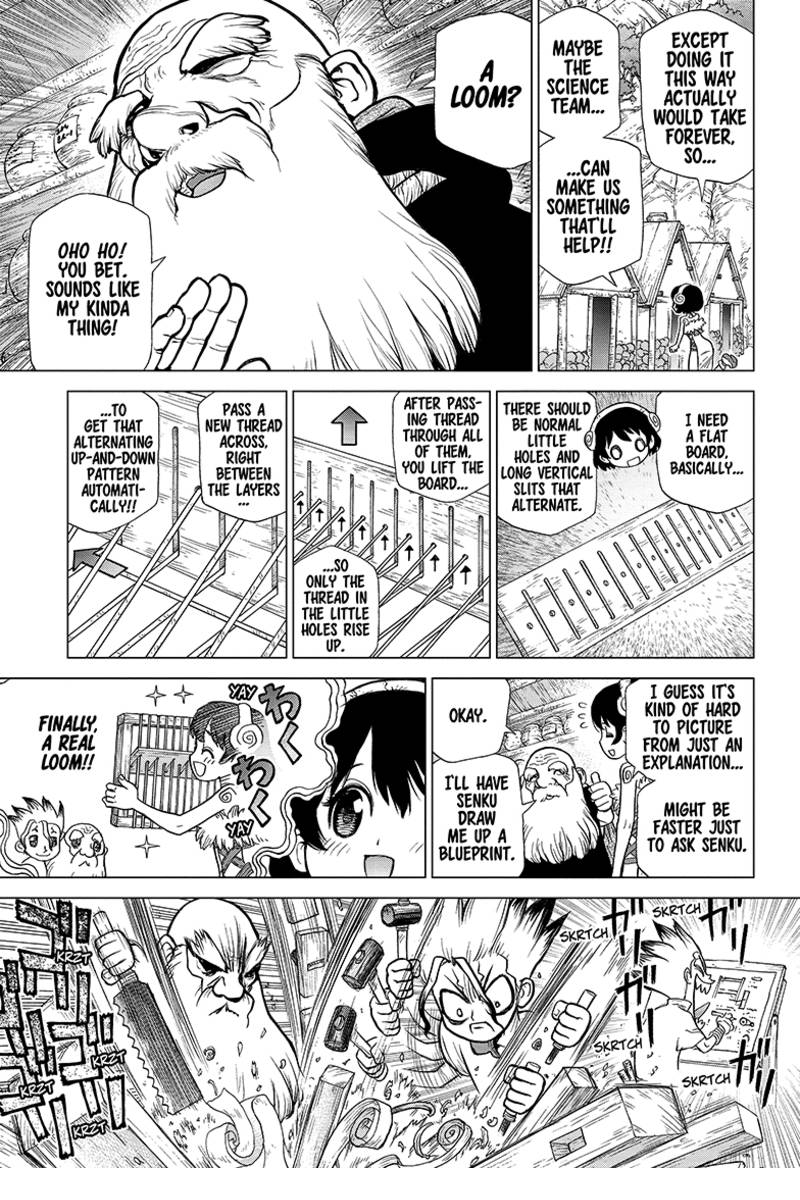 EXCEPT
DOING IT
THIS WAY
ACTUALLY
WOULD TAKE
FOREVER,
SO...
MAYBE
THE
SCIENCE
TEAM...
...CAN
MAKE US
SOMETHING
THAT'LL
HELP!!
A
LOOM?
OHO HO!
YOU BET.
SOUNDS LIKE
MY KINDA
THING!
I NEED
A FLAT
BOARD,
BASICALLY...
THERE SHOULD
BE NORMAL
LITTLE
HOLES AND
LONG VERTICAL
SLITS THAT
ALTERNATE.
AFTER PASS-
ING THREAD
THROUGH ALL
OF THEM,
YOU LIFT THE
BOARD...
...SO
ONLY THE
THREAD IN
THE LITTLE
HOLES RISE
UP.
PASS A
NEW THREAD
ACROSS,
RIGHT
BETWEEN
THE LAYERS
...
...TO
GET THAT
ALTERNATING
UP-AND-DOWN
PATTERN
AUTOMATI-
CALLY!!
I GUESS IT'S
KIND OF HARD
TO PICTURE
FROM JUST AN
EXPLANATION...
MIGHT BE
FASTER JUST
TO ASK SENKU.
OKAY.
I'LL HAVE
SENKU
DRAW
ME UP A
BLUEPRINT.
わく
わく
YAY
YAY
YAY
FINALLY,
A REAL
LOOM!!
SKRTCH
SKRTCH
SKRTCH
SKRTCH
KRZT
KRZT
KRZT
KRZT